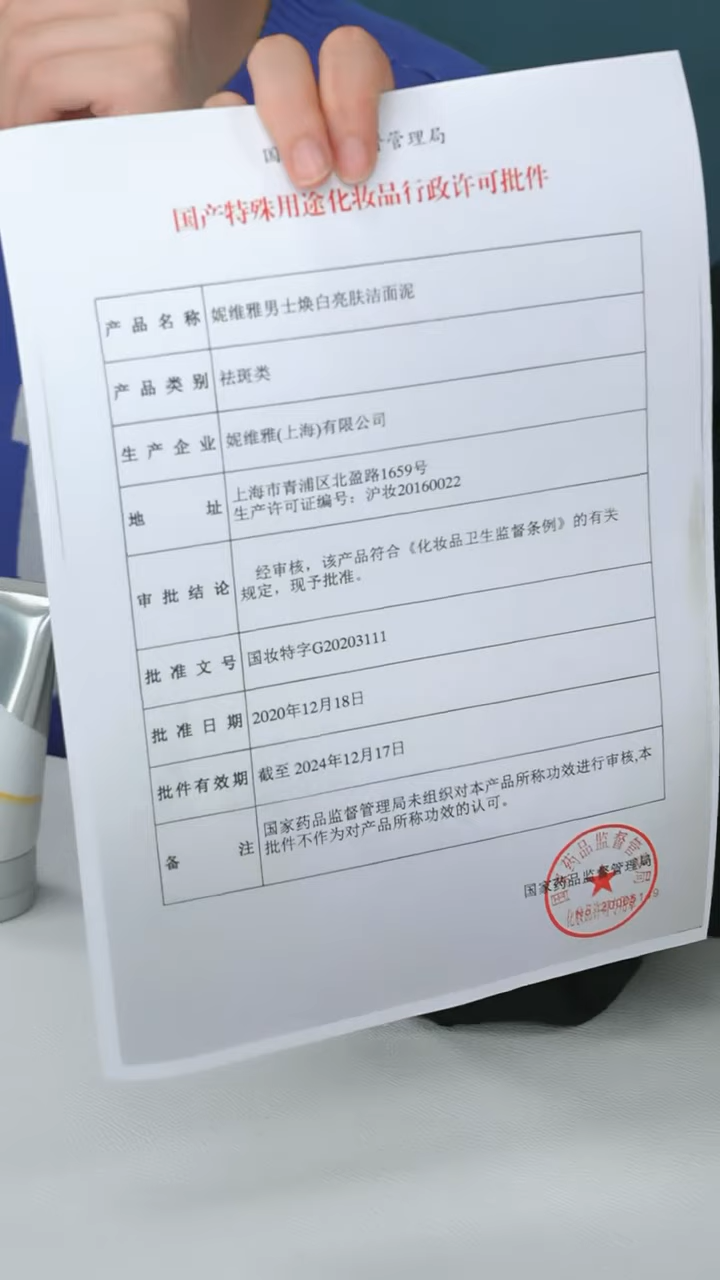 国 管理局
国产特殊用途化妆品行政许可批件
产品名称 妮维雅男士焕白亮肤洁面泥
产品类别 祛斑类
生产企业 妮维雅(上海)有限公司
地址 上海市青浦区北盈路1659号
生产许可证编号：沪妆20160022
审批结论 经审核，该产品符合《化妆品卫生监督条例》的有关
规定，现予批准。
批准文号 国妆特字G20203111
批准日期 2020年12月18日
批件有效期 截至 2024年12月17日
备注 国家药品监督管理局未组织对本产品所称功效进行审核,本
批件不作为对产品所称功效的认可。
国家药品监督管理局